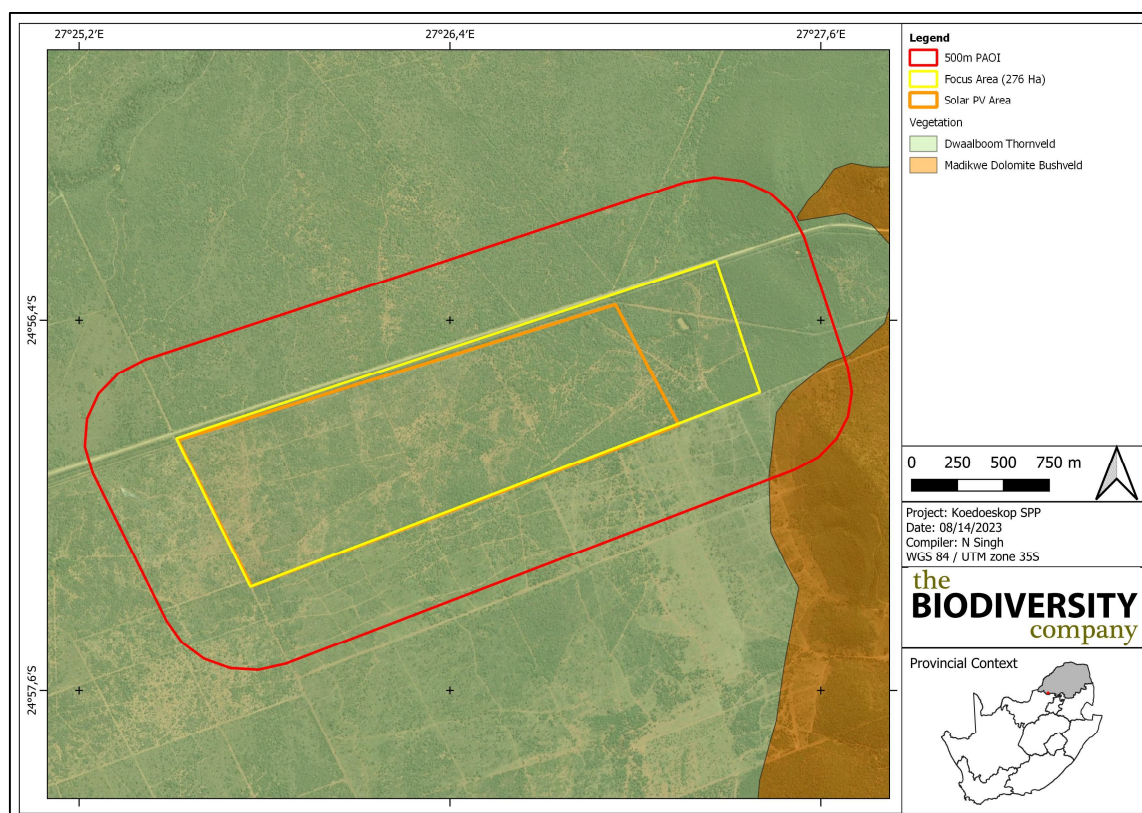 27°25,2'E
27°26,4'E
27°27,6'E
24°56,4'S
24°57,6'S
Legend
500m PAOI
Focus Area (276 Ha)
Solar PV Area
Vegetation
Dwaalboom Thornveld
Madikwe Dolomite Bushveld
0 250 500 750 m
Project: Koedoeskop SPP
Date: 08/14/2023
Compiler: N Singh
WGS 84 / UTM zone 35S
the
BIODIVERSITY
company
Provincial Context